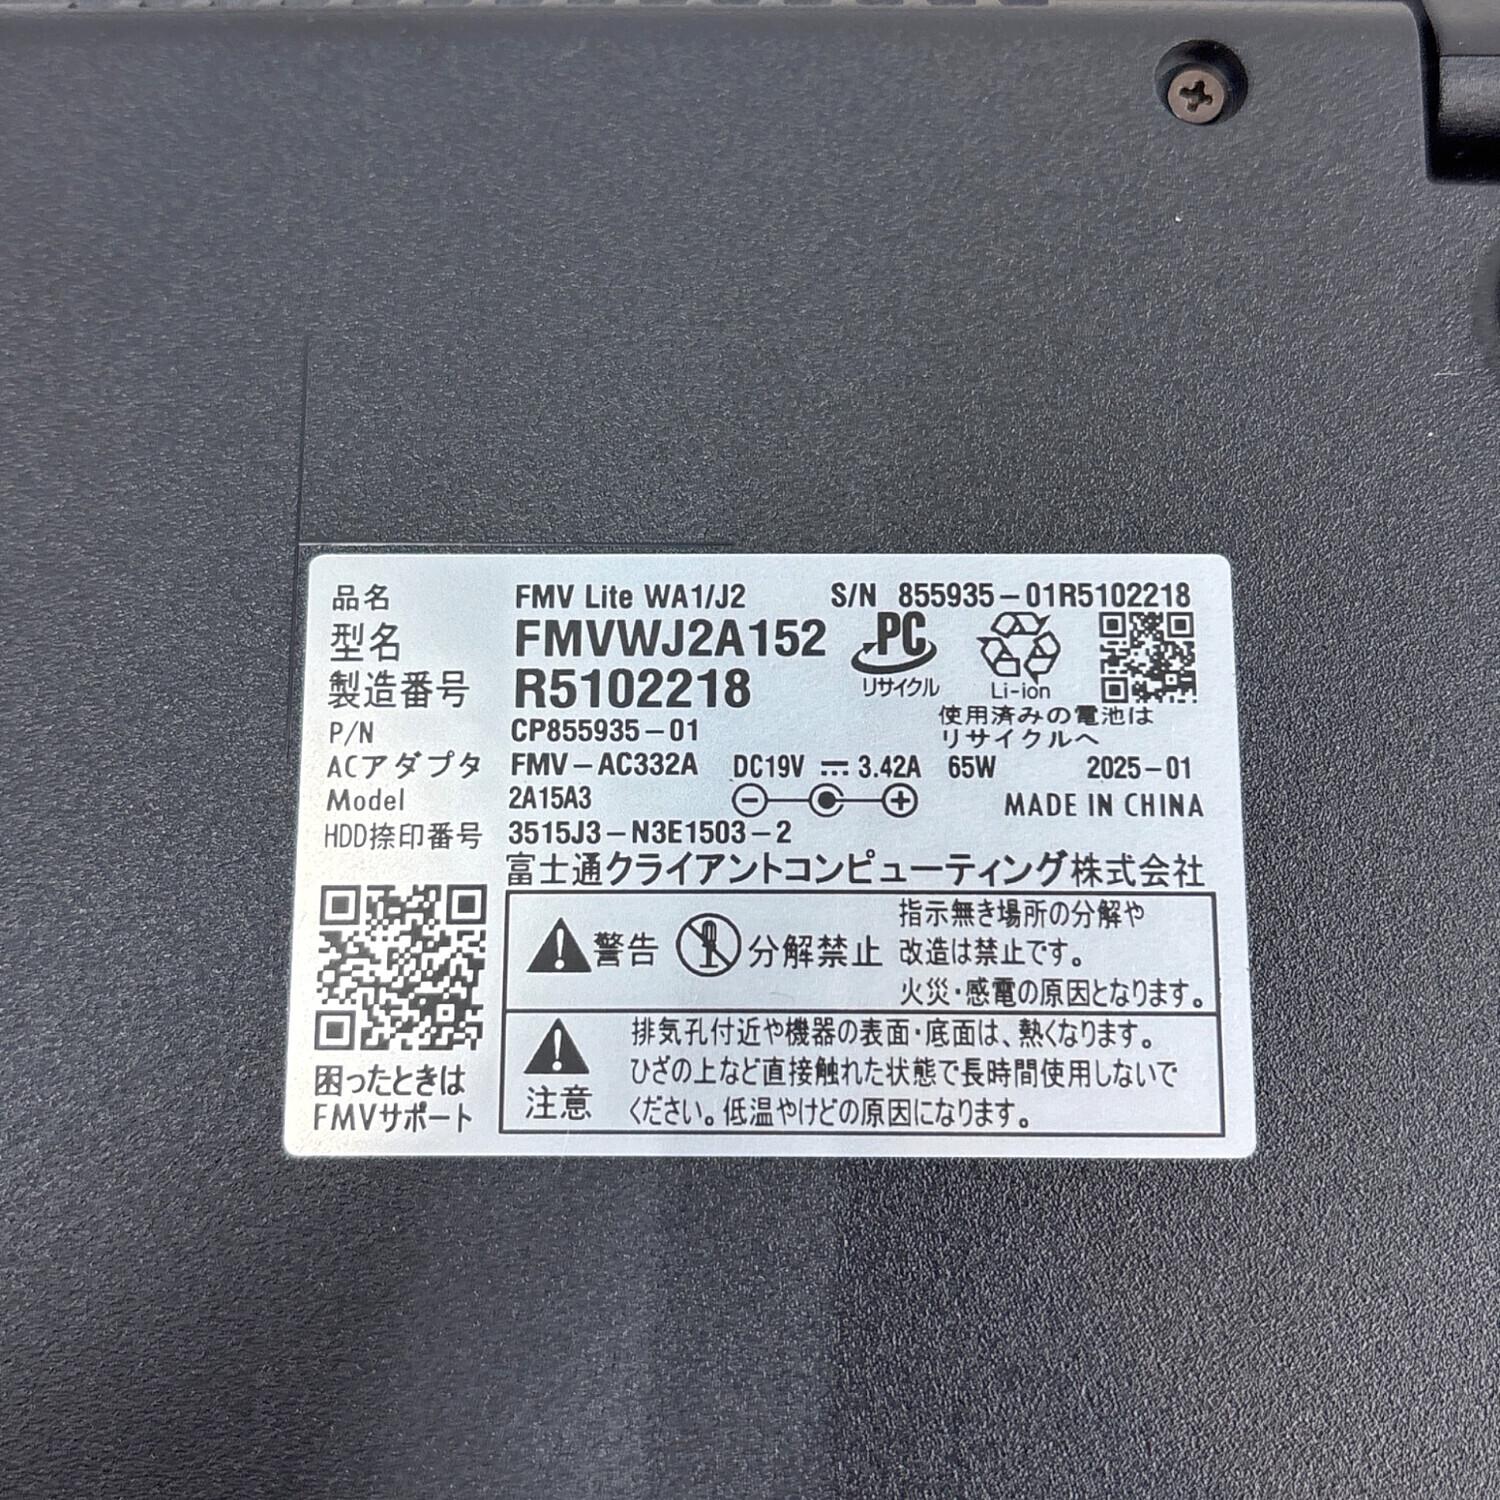 品名 FMV Lite WA1/J2 S/N 855935-01R5102218
型名 FMVWJ2A152
PC
リサイクル
Li-ion
製造番号 R5102218
使用済みの電池は
リサイクルへ
P/N CP855935-01
ACアダプタ FMV-AC332A DC19V ⎓ 3.42A 65W 2025-01
Model 2A15A3
MADE IN CHINA
HDD捺印番号 3515J3-N3E1503-2
富士通クライアントコンピューティング株式会社
警告 分解禁止
指示無き場所の分解や
改造は禁止です。
火災・感電の原因となります。
注意
排気孔付近や機器の表面・底面は、熱くなります。
ひざの上など直接触れた状態で長時間使用しないで
ください。低温やけどの原因になります。
困ったときは
FMVサポート